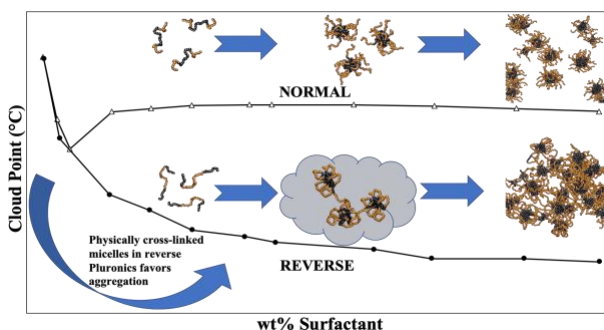 Cloud Point (°C)
NORMAL
Physically cross-linked
micelles in reverse
Pluronics favors
aggregation
REVERSE
wt% Surfactant